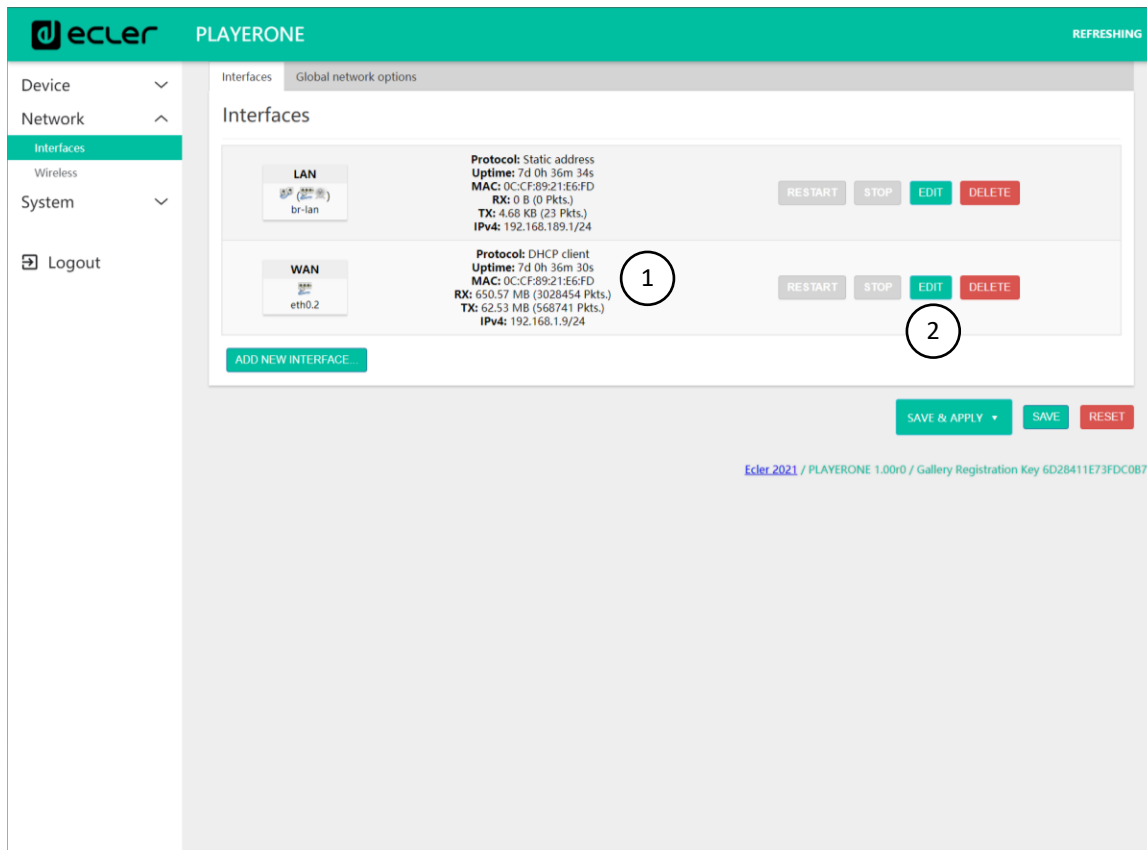 ecler PLAYERONE REFRESHING
Device
Network
Interfaces
Wireless
System
Logout
Interfaces Global network options
Interfaces
LAN
br-lan
Protocol: Static address
Uptime: 7d 0h 36m 34s
MAC: 0C:CF:89:21:E6:FD
RX: 0 B (0 Pkts.)
TX: 4.68 KB (23 Pkts.)
IPv4: 192.168.189.1/24
RESTART STOP EDIT DELETE
WAN
eth0.2
Protocol: DHCP client
Uptime: 7d 0h 36m 30s
MAC: 0C:CF:89:21:E6:FD
RX: 650.57 MB (3028454 Pkts.)
TX: 62.53 MB (568741 Pkts.)
IPv4: 192.168.1.9/24
1
RESTART STOP EDIT DELETE
2
ADD NEW INTERFACE...
SAVE & APPLY SAVE RESET
Ecler 2021 / PLAYERONE 1.00r0 / Gallery Registration Key 6D28411E73FDC0B7